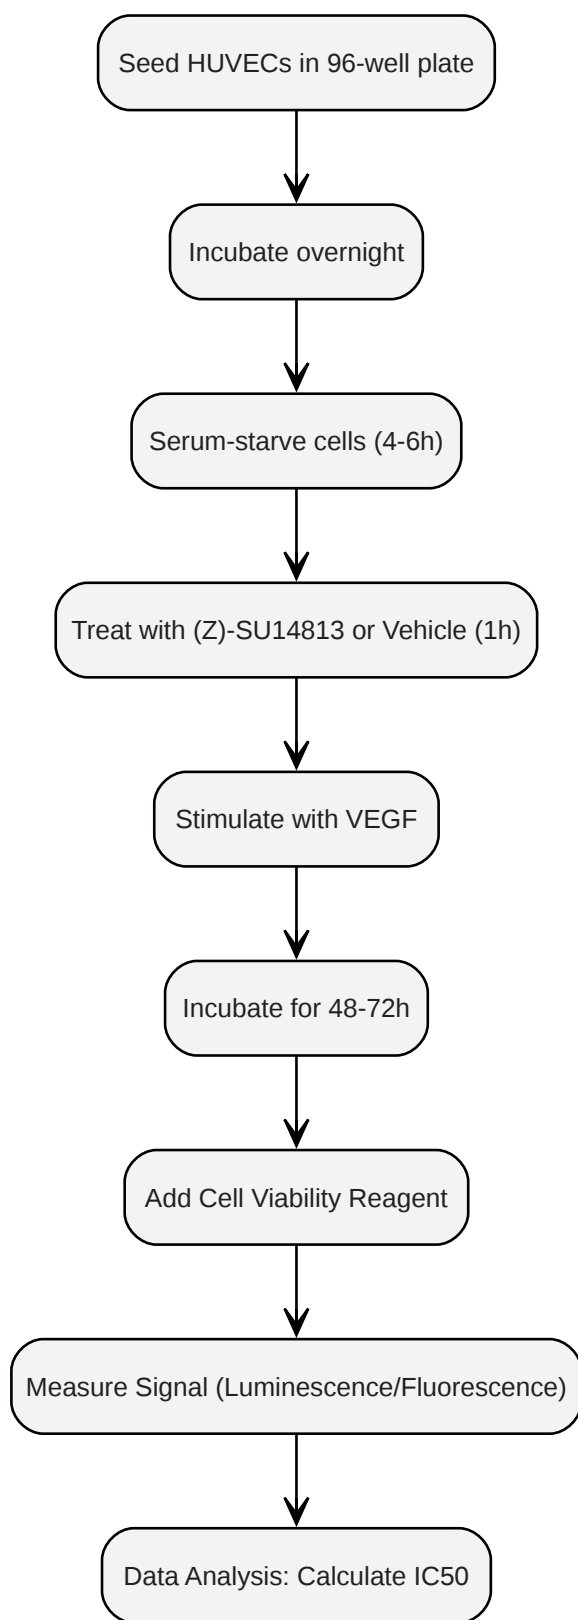 Seed HUVECs in 96-well plate
Incubate overnight
Serum-starve cells (4-6h)
Treat with (Z)-SU14813 or Vehicle (1h)
Stimulate with VEGF
Incubate for 48-72h
Add Cell Viability Reagent
Measure Signal (Luminescence/Fluorescence)
Data Analysis: Calculate IC50